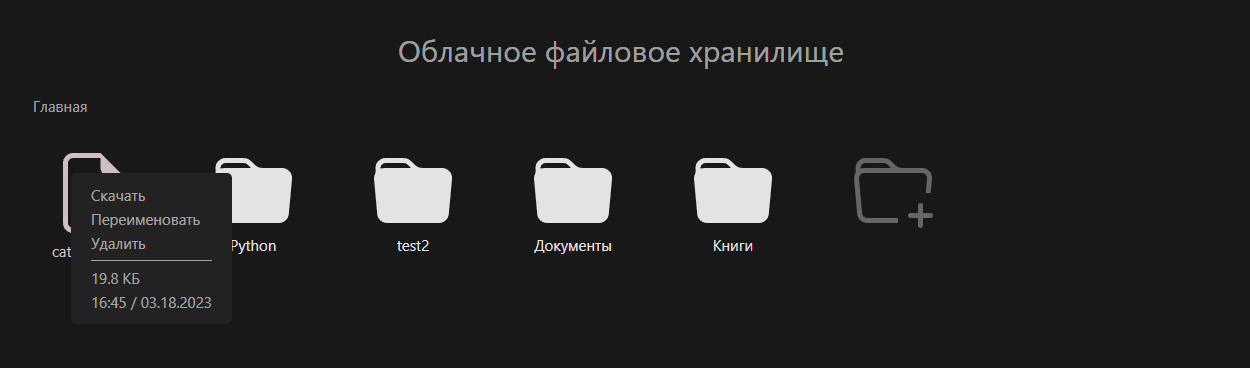 Облачное файловое хранилище
Главная
cat
Python
test2
Документы
Книги
Скачать
Переименовать
Удалить
19.8 КБ
16:45 / 03.18.2023